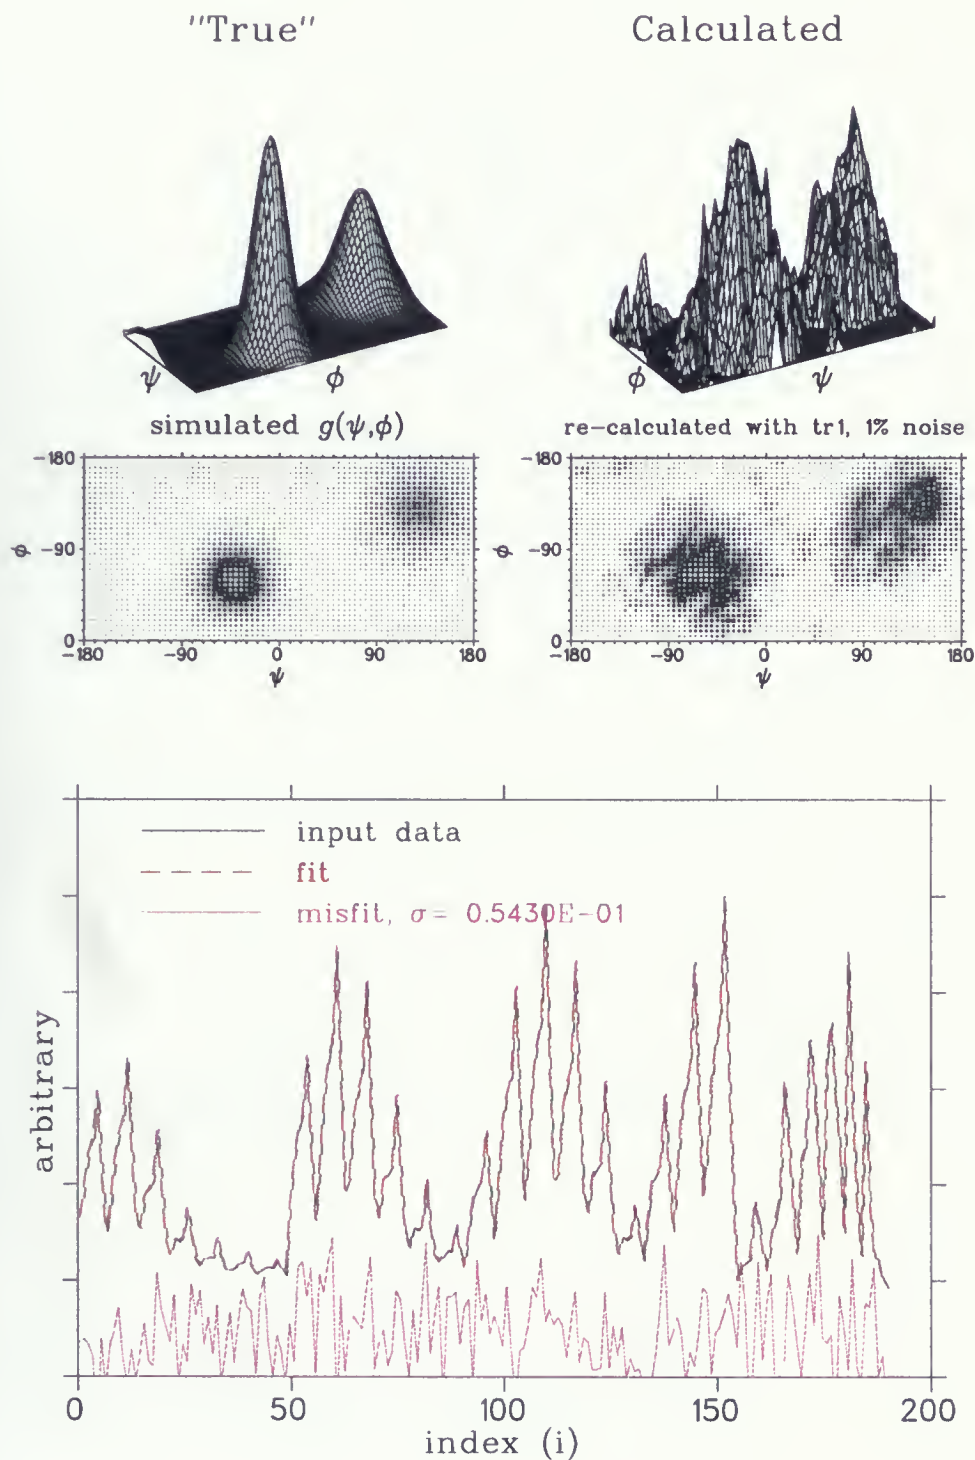 "True"
Calculated
ψ
ϕ
ϕ
ψ
simulated g(ψ,ϕ)
re-calculated with tr1, 1% noise
-180
-90
0
ϕ
-180 -90 0 90 180
ψ
-180
-90
0
ϕ
-180 -90 0 90 180
ψ
input data
fit
misfit, σ= 0.5430E-01
arbitrary
0 50 100 150 200
index (i)